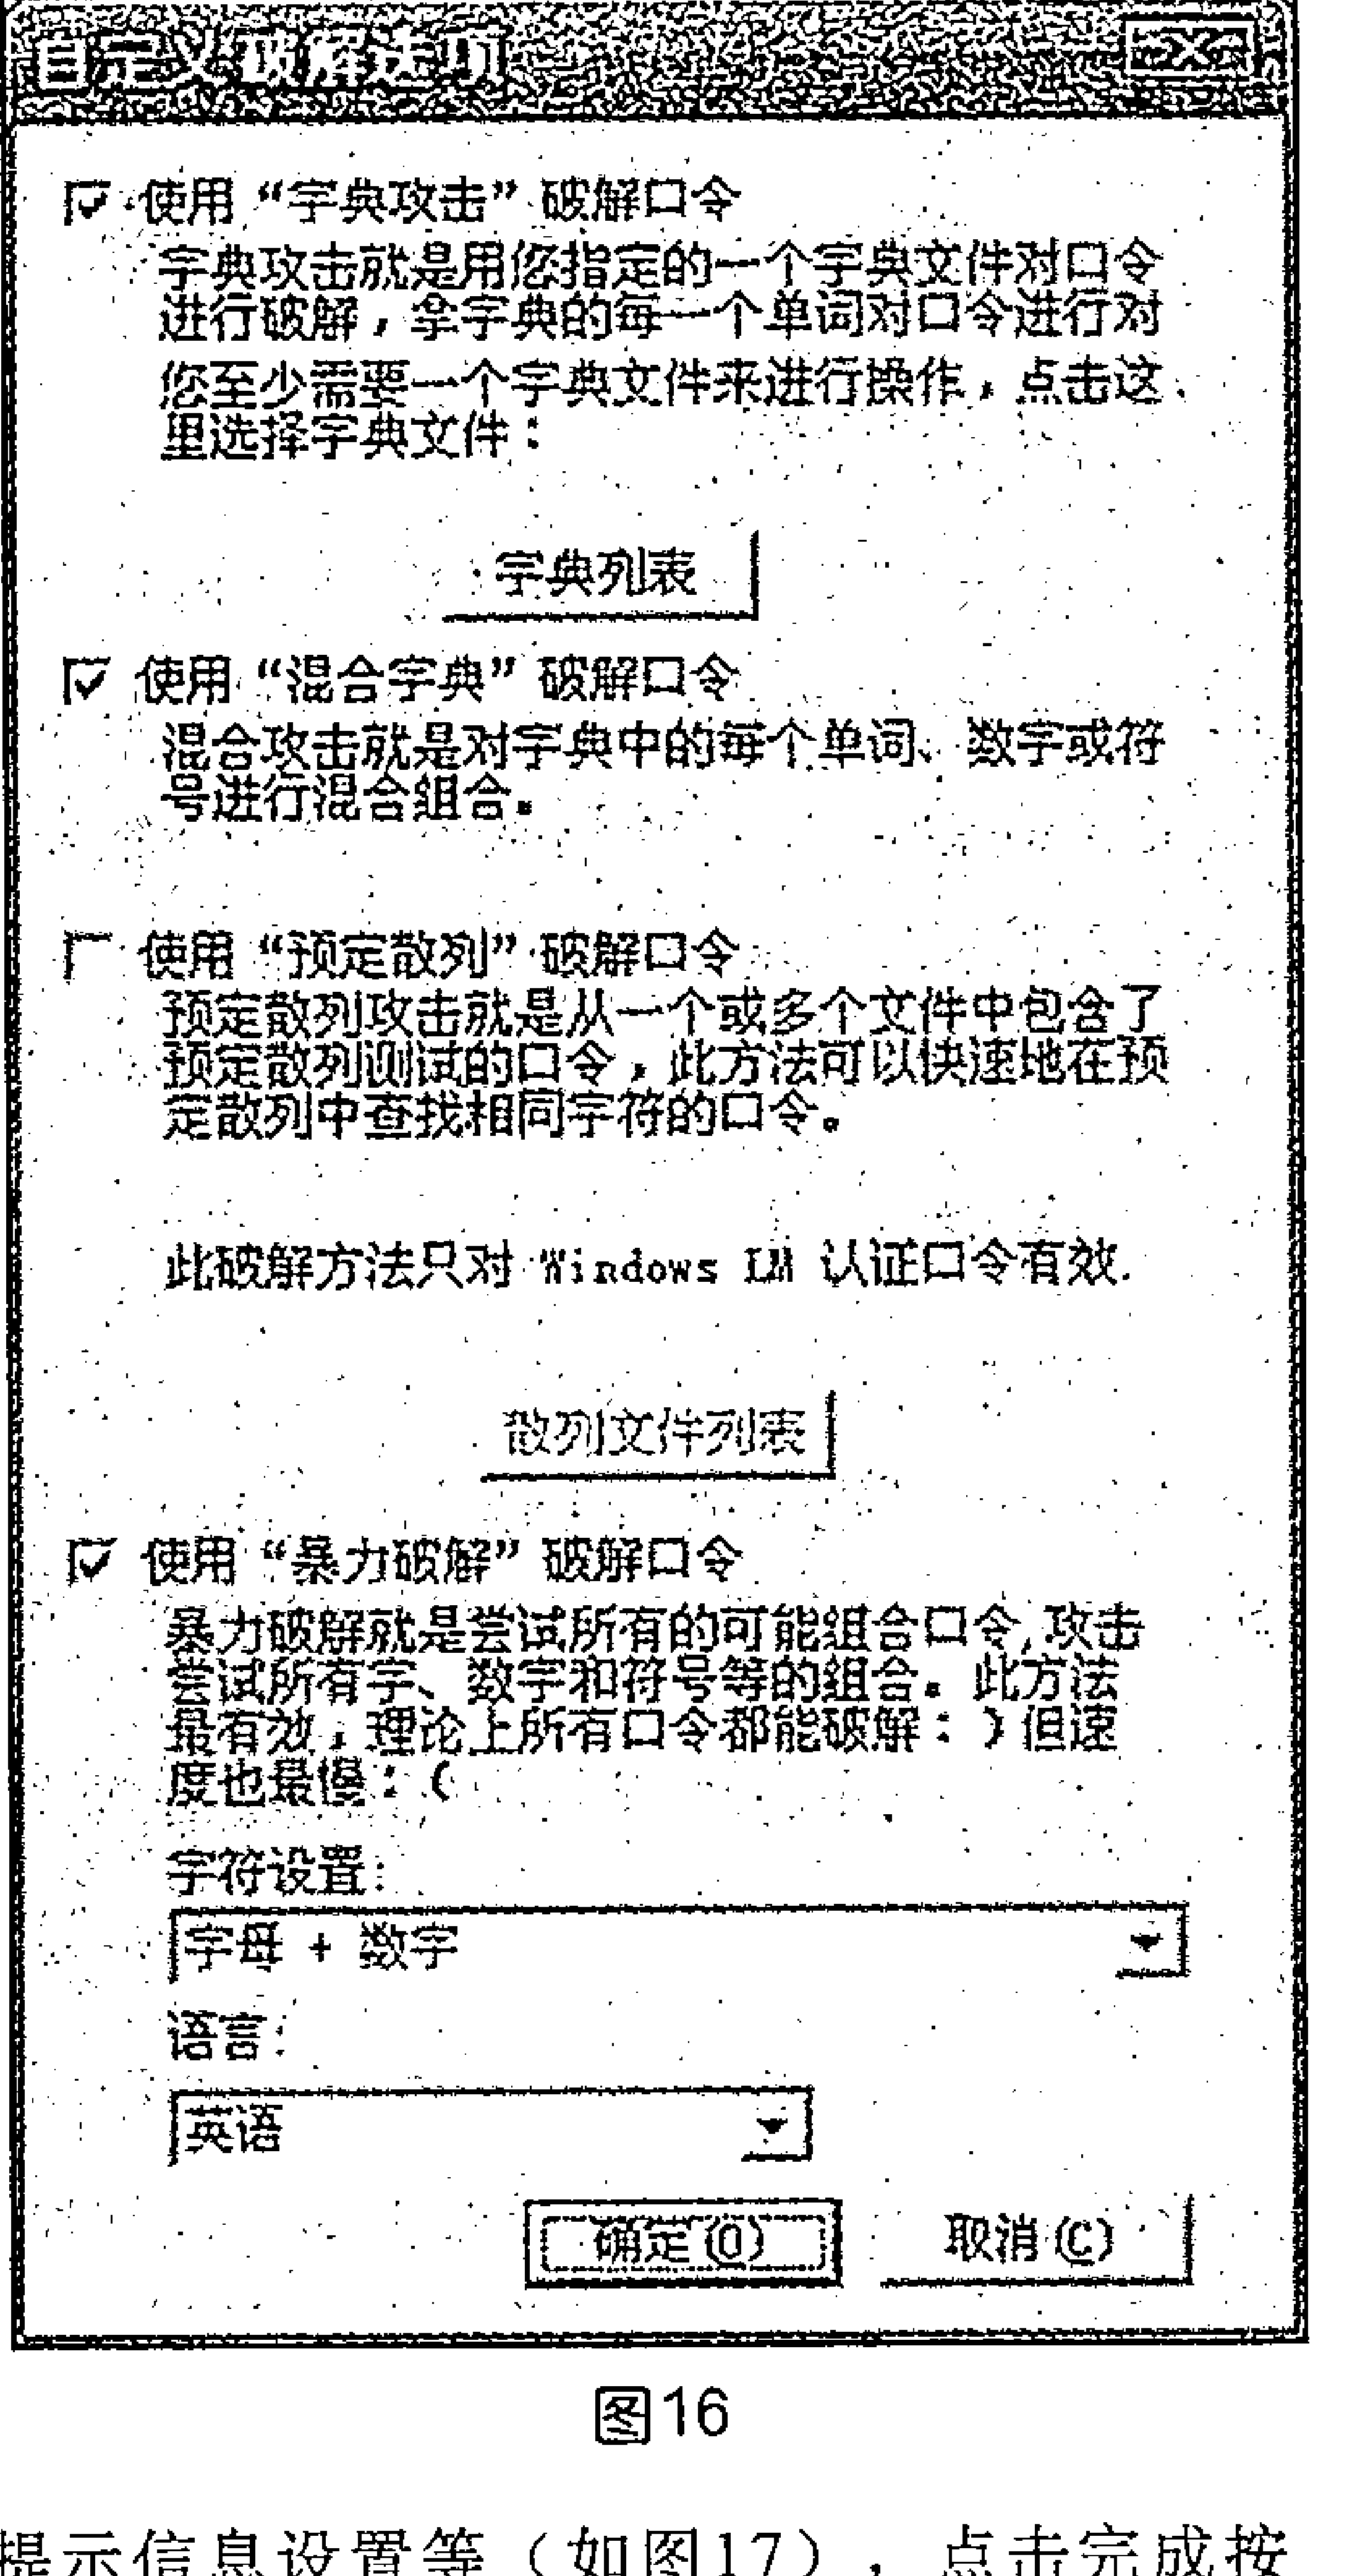 自定义破解选项
使用“字典攻击”破解口令
字典攻击就是用您指定的一个字典文件对口令
进行破解，拿字典的每一个单词对口令进行对
您至少需要一个字典文件来进行操作，点击这
里选择字典文件：
字典列表
使用“混合字典”破解口令
混合攻击就是对字典中的每个单词、数字或符
号进行混合组合。
使用“预定散列”破解口令
预定散列攻击就是从一个或多个文件中包含了
预定散列测试的口令，此方法可以快速地在预
定散列中查找相同字符的口令。
此破解方法只对 Windows LM 认证口令有效.
散列文件列表
使用“暴力破解”破解口令
暴力破解就是尝试所有的可能组合口令,攻击
尝试所有字、数字和符号等的组合。此方法
最有效，理论上所有口令都能破解：）但速
度也最慢：（
字符设置:
字母 + 数字
语言:
英语
确定(O) 取消(C)
图16
提示信息设置等（如图17），点击完成按